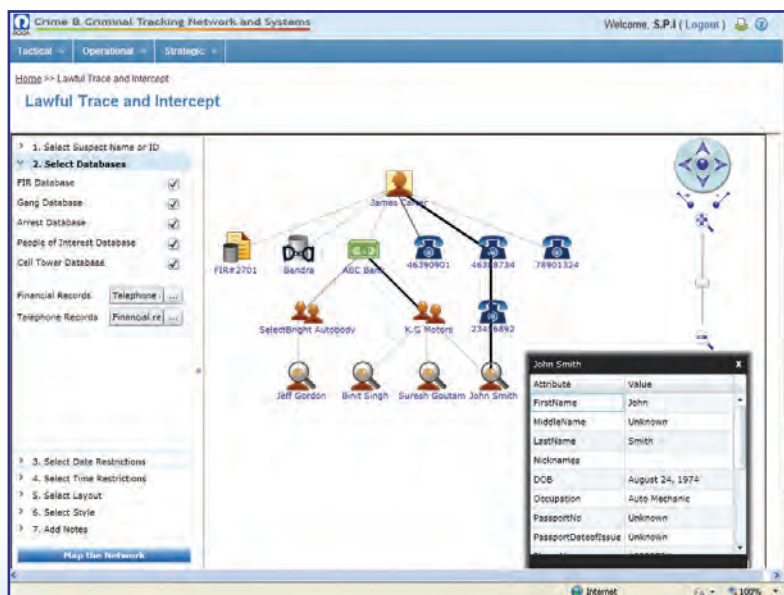 Crime & Criminal Tracking Network and Systems
Welcome, S.P.I ( Logout )
Tactical Operational Strategic
Home >> Lawful Trace and Intercept
Lawful Trace and Intercept
1. Select Suspect Name or ID
2. Select Databases
FIR Database
Gang Database
Arrest Database
People of Interest Database
Cell Tower Database
Financial Records Telephone ...
Telephone Records Financial re ...
3. Select Date Restrictions
4. Select Time Restrictions
5. Select Layout
6. Select Style
7. Add Notes
Map the Network
James
FIR#2701 Bandra ABC Bank 46390901 78901324
SelectBright Autobody K.G Motors
Jeff Gordon Binit Singh Suresh Goutam John Smith
John Smith X
Attribute Value
FirstName John
MiddleName Unknown
LastName Smith
Nicknames
DOB August 24, 1974
Occupation Auto Mechanic
PassportNo Unknown
PassportDateofIssue Unknown
Internet 100%